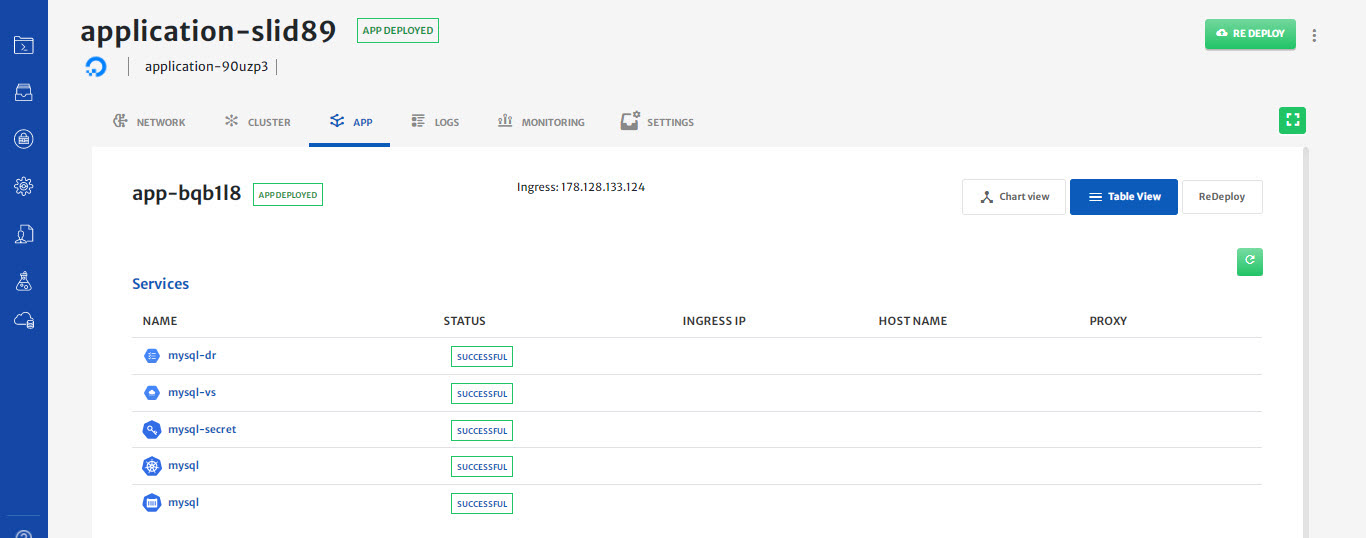 application-slid89 APP DEPLOYED RE DEPLOY
application-90uzp3
NETWORK CLUSTER APP LOGS MONITORING SETTINGS
app-bqb1l8 APP DEPLOYED Ingress: 178.128.133.124 Chart view Table View ReDeploy
Services
NAME STATUS INGRESS IP HOST NAME PROXY
mysql-dr SUCCESSFUL
mysql-vs SUCCESSFUL
mysql-secret SUCCESSFUL
mysql SUCCESSFUL
mysql SUCCESSFUL